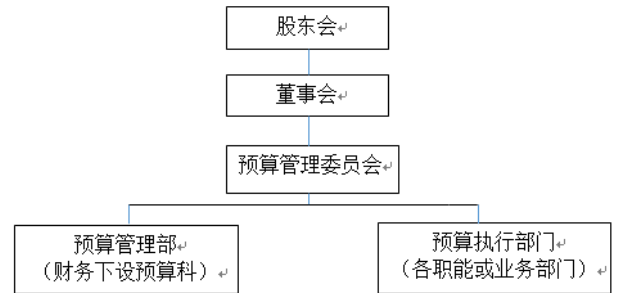 股东会
董事会
预算管理委员会
预算管理部
（财务下设预算科）
预算执行部门
（各职能或业务部门）